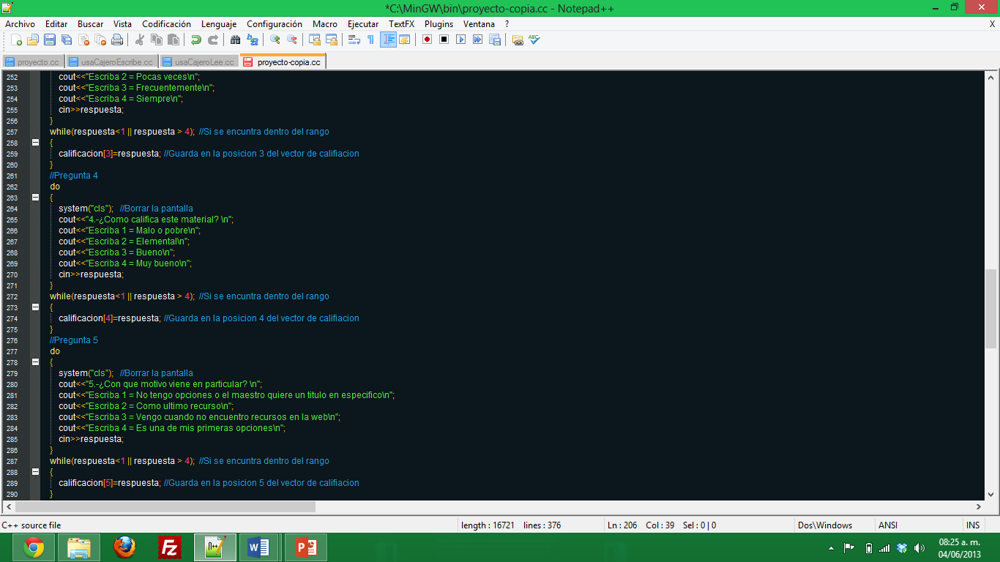 *C:\MinGW\bin\proyecto-copia.cc - Notepad++
Archivo Editar Buscar Vista Codificación Lenguaje Configuración Macro Ejecutar TextFX Plugins Ventana ? X
proyecto.cc usaCajeroEscribe.cc usaCajeroLee.cc proyecto-copia.cc
252 cout<<"Escriba 2 = Pocas veces\n";
253 cout<<"Escriba 3 = Frecuentemente\n";
254 cout<<"Escriba 4 = Siempre\n";
255 cin>>respuesta;
256 }
257 while(respuesta<1 || respuesta > 4); //Si se encuntra dentro del rango
258 {
259 calificacion[3]=respuesta; //Guarda en la posicion 3 del vector de califiacion
260 }
261 //Pregunta 4
262 do
263 {
264 system("cls"); //Borrar la pantalla
265 cout<<"4.-¿Como califica este material? \n";
266 cout<<"Escriba 1 = Malo o pobre\n";
267 cout<<"Escriba 2 = Elemental\n";
268 cout<<"Escriba 3 = Bueno\n";
269 cout<<"Escriba 4 = Muy bueno\n";
270 cin>>respuesta;
271 }
272 while(respuesta<1 || respuesta > 4); //Si se encuntra dentro del rango
273 {
274 calificacion[4]=respuesta; //Guarda en la posicion 4 del vector de califiacion
275 }
276 //Pregunta 5
277 do
278 {
279 system("cls"); //Borrar la pantalla
280 cout<<"5.-¿Con que motivo viene en particular? \n";
281 cout<<"Escriba 1 = No tengo opciones o el maestro quiere un titulo en especifico\n";
282 cout<<"Escriba 2 = Como ultimo recurso\n";
283 cout<<"Escriba 3 = Vengo cuando no encuentro recursos en la web\n";
284 cout<<"Escriba 4 = Es una de mis primeras opciones\n";
285 cin>>respuesta;
286 }
287 while(respuesta<1 || respuesta > 4); //Si se encuntra dentro del rango
288 {
289 calificacion[5]=respuesta; //Guarda en la posicion 5 del vector de califiacion
290 }
C++ source file length : 16721 lines : 376 Ln : 206 Col : 39 Sel : 0 | 0 Dos\Windows ANSI INS
08:25 a. m.
04/06/2013